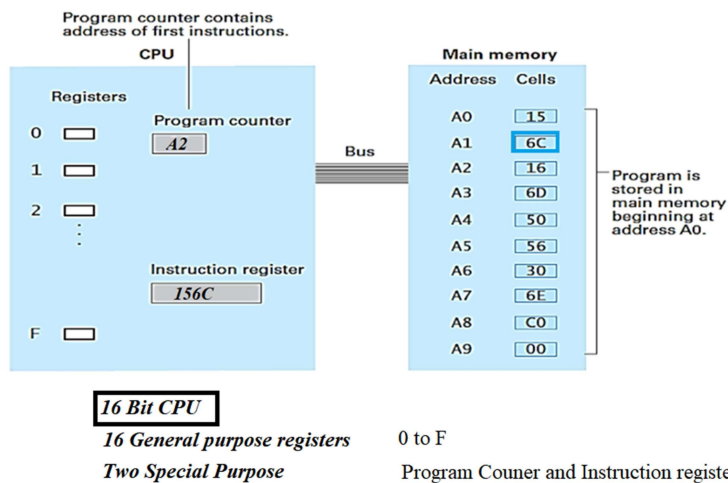 Program counter contains
address of first instructions.
CPU
Main memory
Registers
Address Cells
Program counter
A2
Bus
0
1
2
F
Instruction register
156C
A0 15
A1 6C
A2 16
A3 6D
A4 50
A5 56
A6 30
A7 6E
A8 C0
A9 00
Program is
stored in
main memory
beginning at
address A0.
16 Bit CPU
16 General purpose registers 0 to F
Two Special Purpose Program Couner and Instruction registe